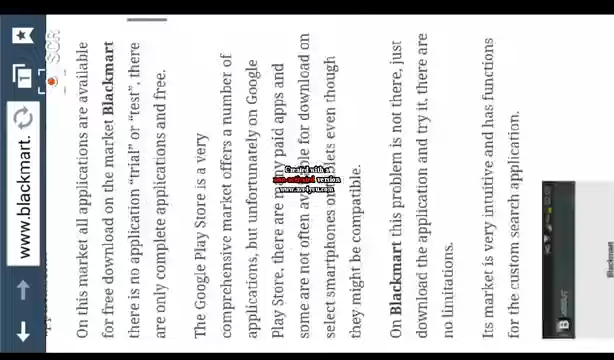 SCR
www.blackmart.
On this market all applications are available
for free download on the market Blackmart
there is no application “trial” or “test”, there
are only complete applications and free.
The Google Play Store is a very
comprehensive market offers a number of
applications, but unfortunately on Google
Play Store, there are many paid apps and
some are not often available for download on
select smartphones or tablets even though
they might be compatible.
On Blackmart this problem is not there, just
download the application and try it, there are
no limitations.
Its market is very intuitive and has functions
for the custom search application.
Created with a
version
www.avs4you.com
Blackmart